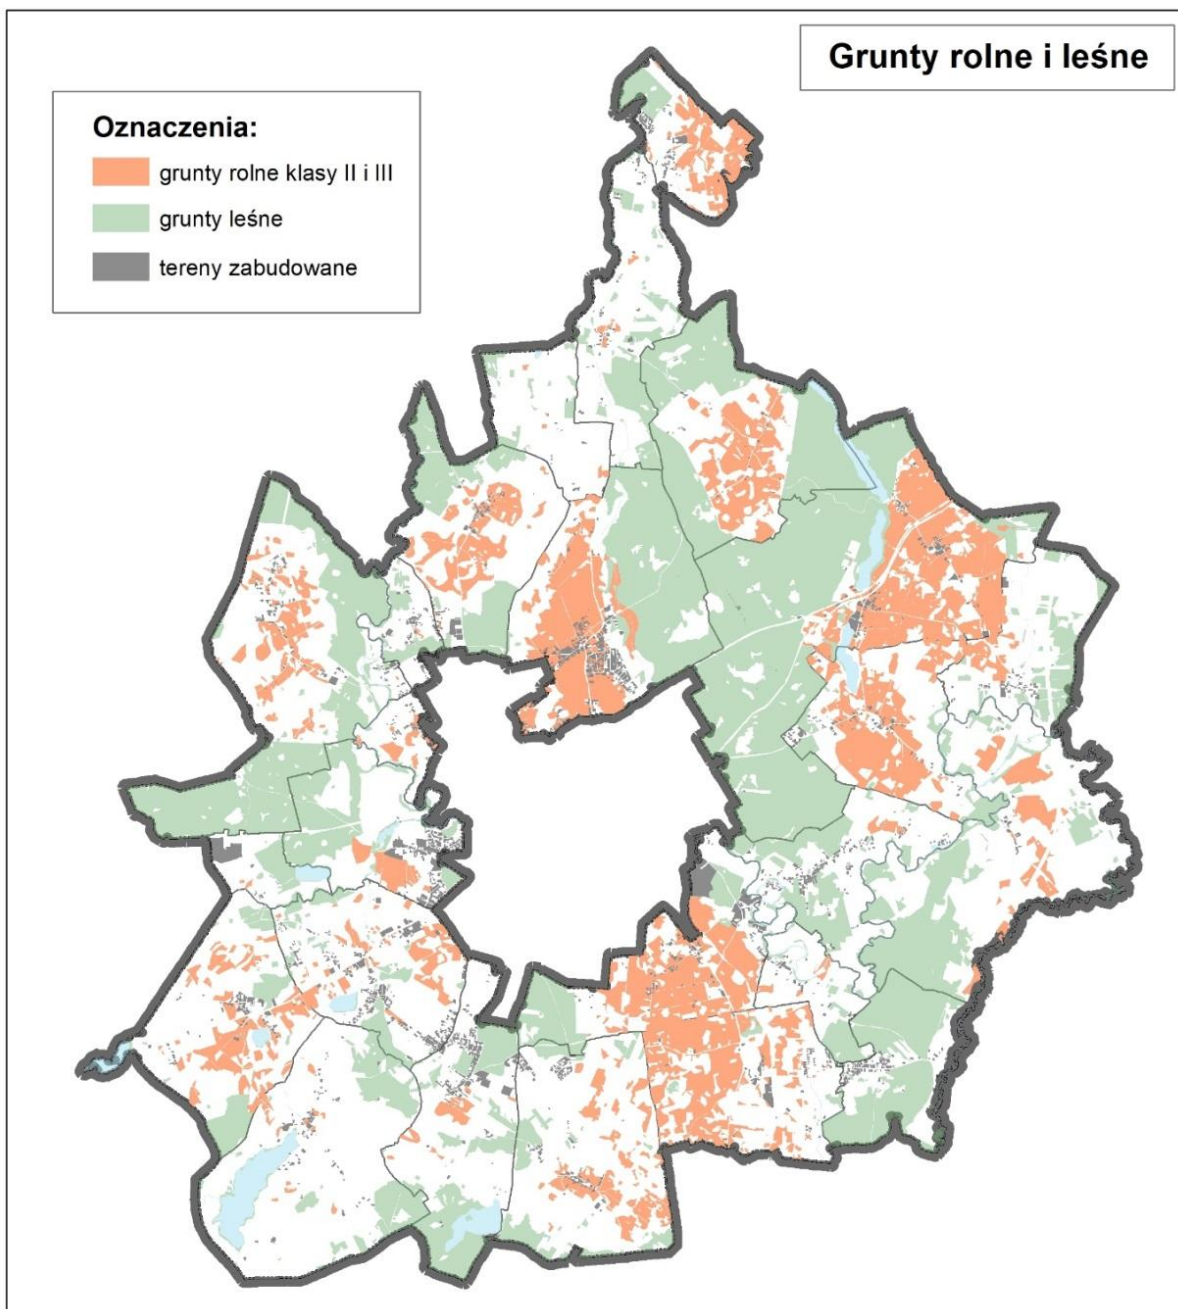 Grunty rolne i leśne
Oznaczenia:
grunty rolne klasy II i III
grunty leśne
tereny zabudowane